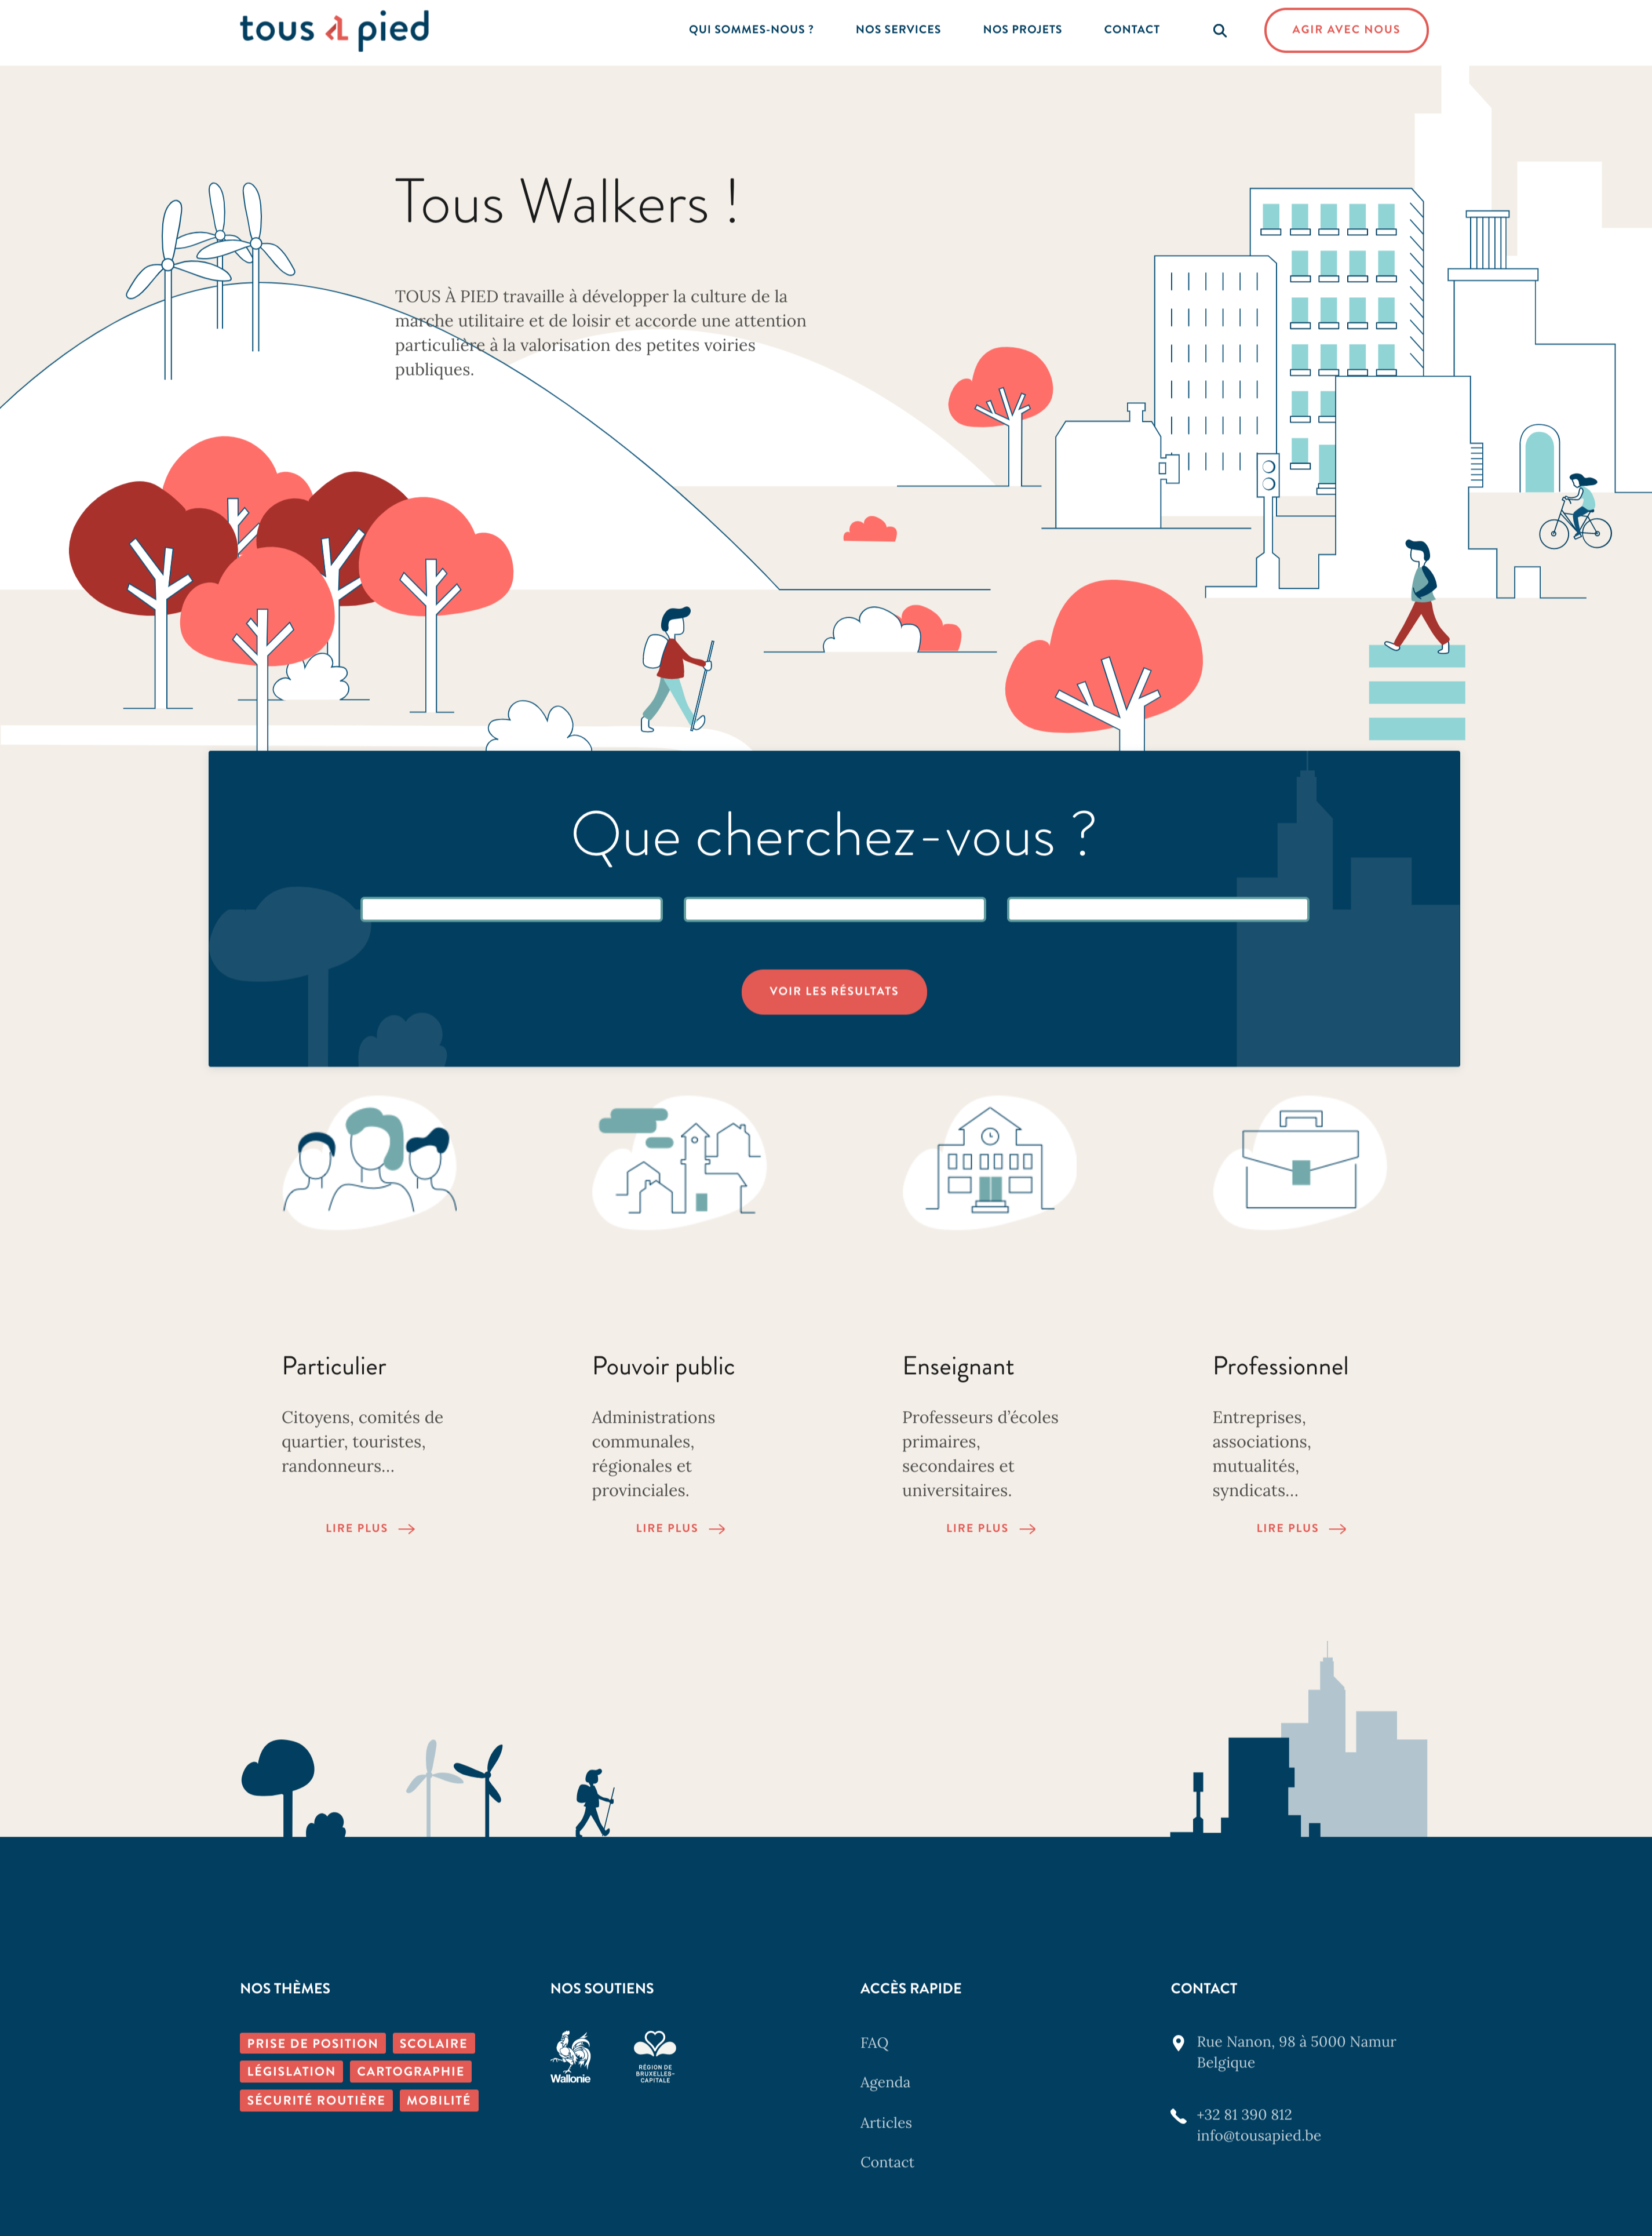 tous à pied
QUI SOMMES-NOUS ?
NOS SERVICES
NOS PROJETS
CONTACT
AGIR AVEC NOUS
Tous Walkers !
TOUS À PIED travaille à développer la culture de la
marche utilitaire et de loisir et accorde une attention
particulière à la valorisation des petites voiries
publiques.
Que cherchez-vous ?
VOIR LES RÉSULTATS
Particulier
Citoyens, comités de
quartier, touristes,
randonneurs…
LIRE PLUS
Pouvoir public
Administrations
communales,
régionales et
provinciales.
LIRE PLUS
Enseignant
Professeurs d’écoles
primaires,
secondaires et
universitaires.
LIRE PLUS
Professionnel
Entreprises,
associations,
mutualités,
syndicats…
LIRE PLUS
NOS THÈMES
PRISE DE POSITION
SCOLAIRE
LÉGISLATION
CARTOGRAPHIE
SÉCURITÉ ROUTIÈRE
MOBILITÉ
NOS SOUTIENS
Wallonie
RÉGION DE
BRUXELLES-
CAPITALE
ACCÈS RAPIDE
FAQ
Agenda
Articles
Contact
CONTACT
Rue Nanon, 98 à 5000 Namur
Belgique
+32 81 390 812
info@tousapied.be